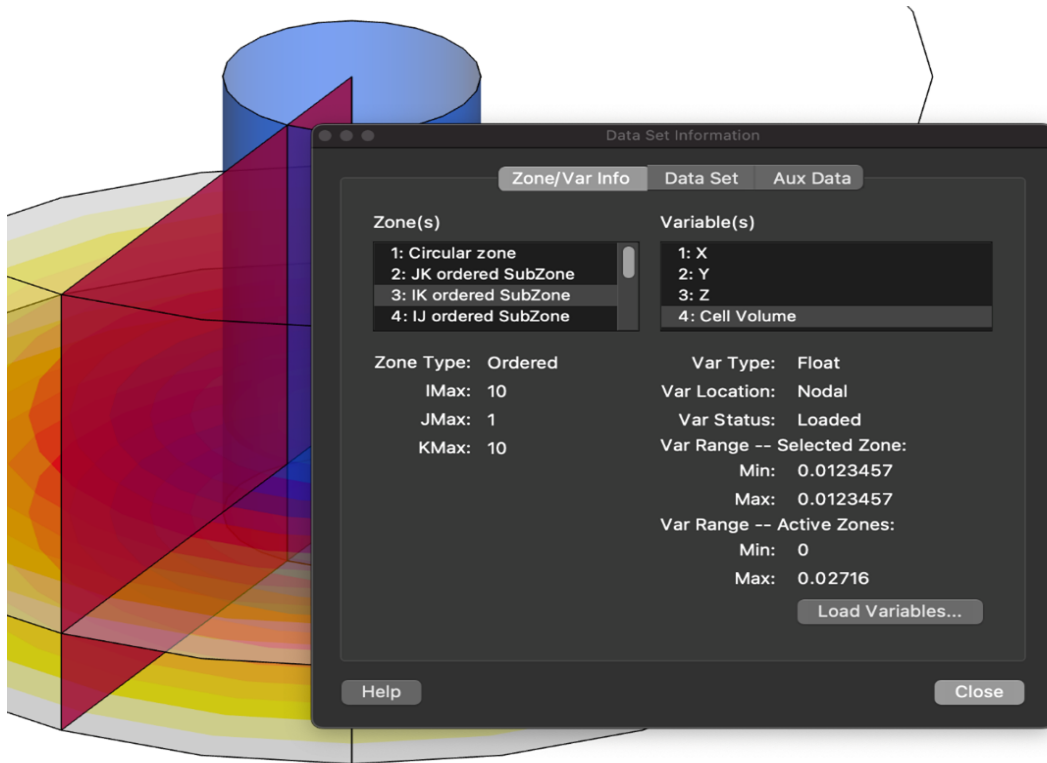 Data Set Information
Zone/Var Info Data Set Aux Data
Zone(s)
1: Circular zone
2: JK ordered SubZone
3: IK ordered SubZone
4: IJ ordered SubZone
Zone Type: Ordered
IMax: 10
JMax: 1
KMax: 10
Variable(s)
1: X
2: Y
3: Z
4: Cell Volume
Var Type: Float
Var Location: Nodal
Var Status: Loaded
Var Range -- Selected Zone:
Min: 0.0123457
Max: 0.0123457
Var Range -- Active Zones:
Min: 0
Max: 0.02716
Load Variables...
Help
Close